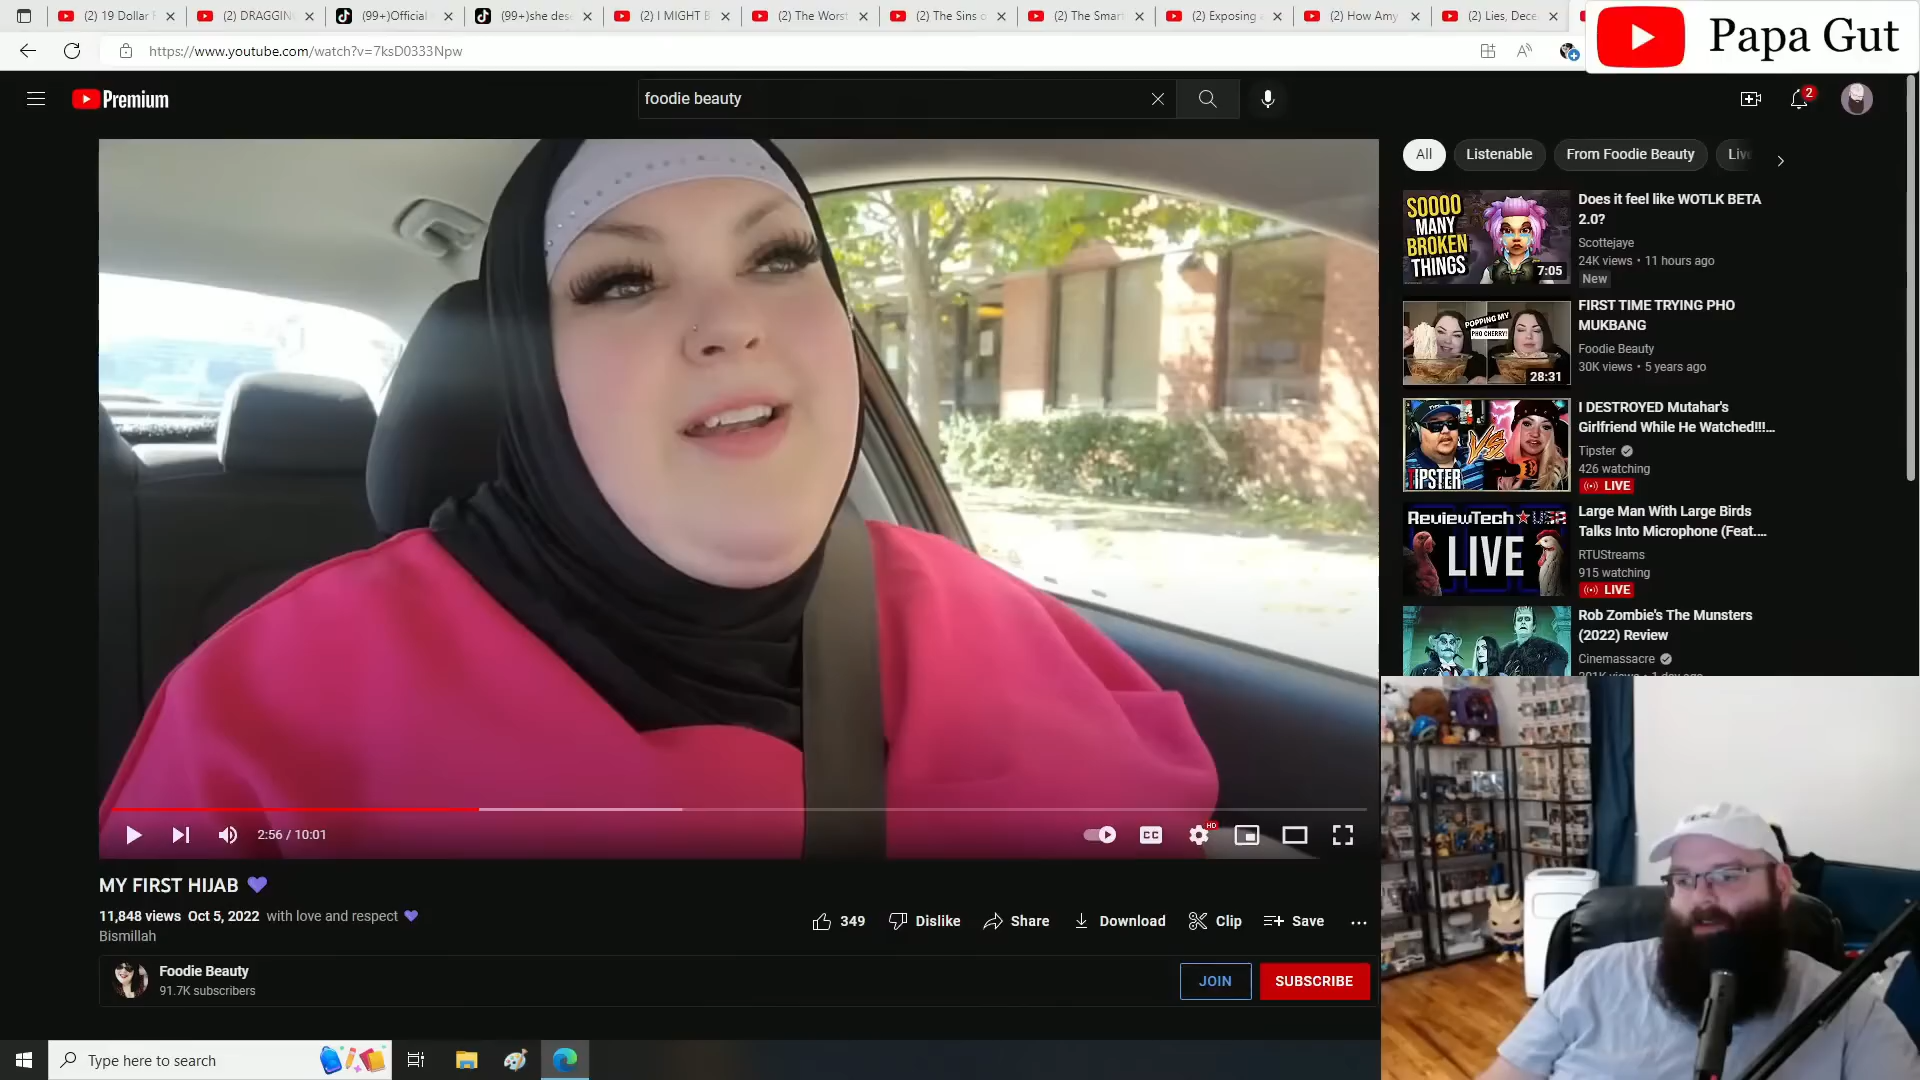 (2) 19 Dollar F
(2) DRAGGIN
(99+)Official
(99+)she des
(2) I MIGHT B
(2) The Worst
(2) The Sins o
(2) The Smar
(2) Exposing
(2) How Amy
(2) Lies, Dece
Papa Gut
https://www.youtube.com/watch?v=7ksD0333Npw
Premium
foodie beauty
2
All
Listenable
From Foodie Beauty
Live
SOOOO
MANY
BROKEN
THINGS
7:05
Does it feel like WOTLK BETA
2.0?
Scottejaye
24K views • 11 hours ago
New
POPPING MY
PHO CHERRY!
28:31
FIRST TIME TRYING PHO
MUKBANG
Foodie Beauty
30K views • 5 years ago
VS
TIPSTER
I DESTROYED Mutahar's
Girlfriend While He Watched!!!...
Tipster
426 watching
LIVE
ReviewTech USA
LIVE
Large Man With Large Birds
Talks Into Microphone (Feat....
RTUStreams
915 watching
LIVE
Rob Zombie's The Munsters
(2022) Review
Cinemassacre
2:56 / 10:01
CC
HD
MY FIRST HIJAB 💜
11,848 views Oct 5, 2022 with love and respect 💜
Bismillah
349
Dislike
Share
Download
Clip
Save
Foodie Beauty
91.7K subscribers
JOIN
SUBSCRIBE
Type here to search